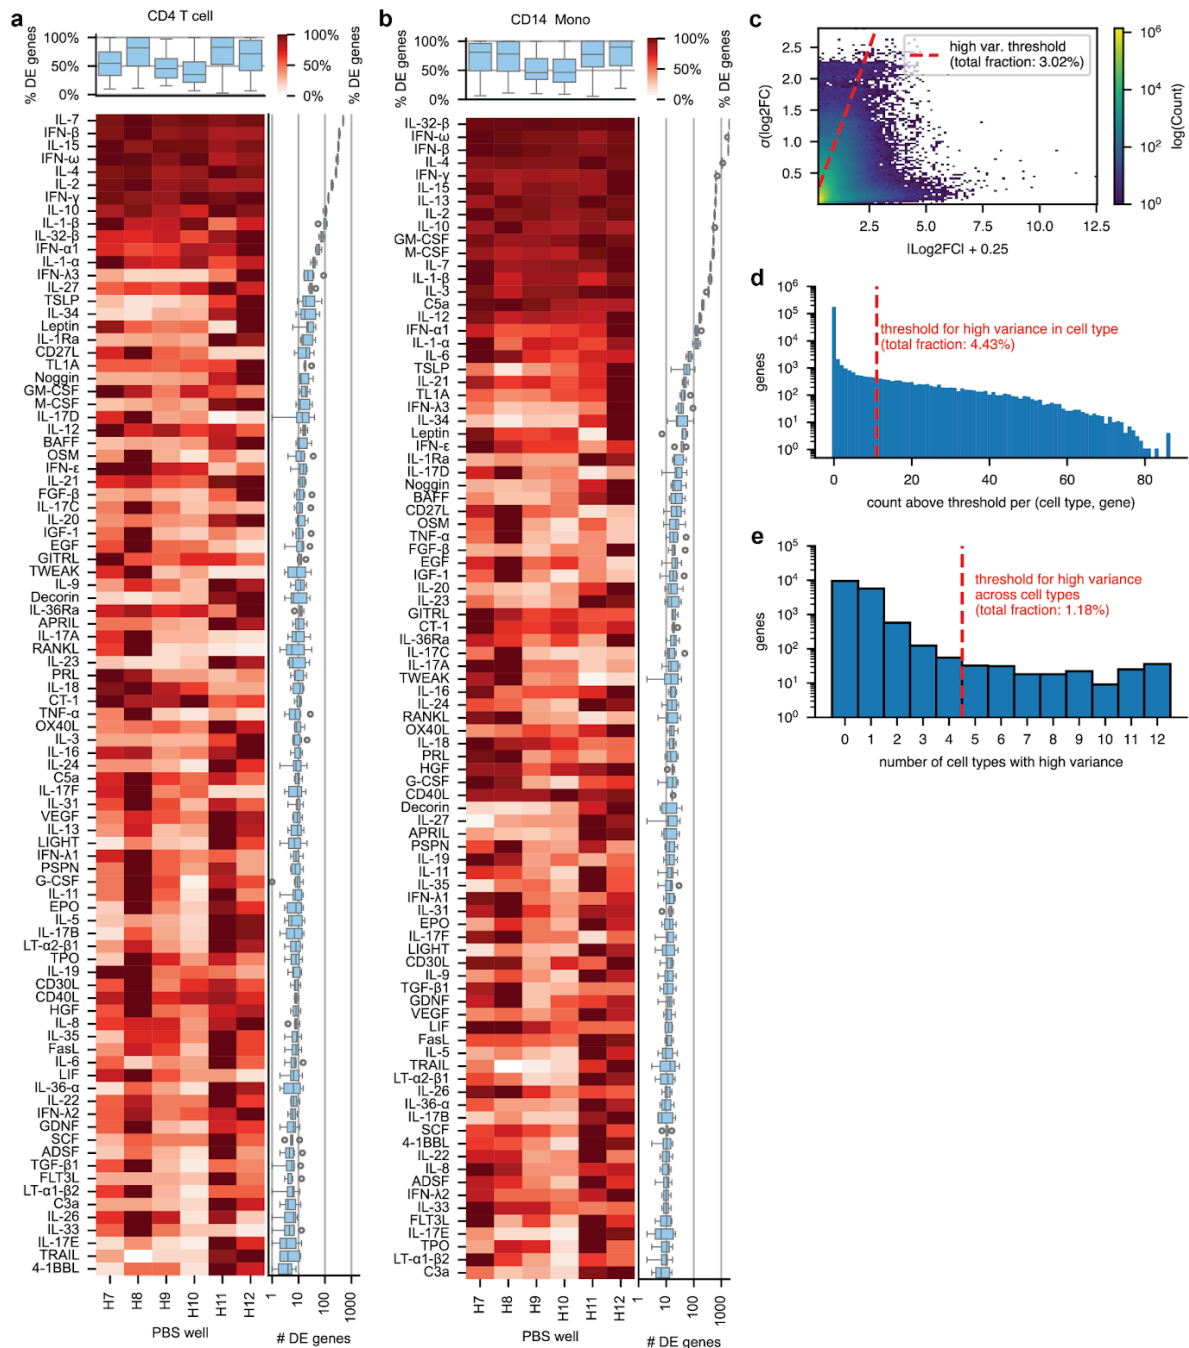 a
CD4 T cell
% DE genes
100%
50%
0%
100%
50%
0%
% DE genes
IL-7
IFN-β
IL-15
IFN-ω
IL-4
IL-2
IFN-γ
IL-10
IL-1-β
IL-32-β
IFN-α1
IL-1-α
IFN-λ3
IL-27
TSLP
IL-34
Leptin
IL-1Ra
CD27L
TL1A
Noggin
GM-CSF
M-CSF
IL-17D
IL-12
BAFF
OSM
IFN-ε
IL-21
FGF-β
IL-17C
IL-20
IGF-1
EGF
GITRL
TWEAK
IL-9
Decorin
IL-36Ra
APRIL
IL-17A
RANKL
IL-23
PRL
IL-18
CT-1
TNF-α
OX40L
IL-3
IL-16
IL-24
C5a
IL-17F
IL-31
VEGF
IL-13
LIGHT
IFN-λ1
PSPN
G-CSF
IL-11
EPO
IL-5
IL-17B
LT-α2-β1
TPO
IL-19
CD30L
CD40L
HGF
IL-8
IL-35
FasL
IL-6
LIF
IL-36-α
IL-22
IFN-λ2
GDNF
SCF
ADSF
TGF-β1
FLT3L
LT-α1-β2
C3a
IL-26
IL-33
IL-17E
TRAIL
4-1BBL
H7
H8
H9
H10
H11
H12
PBS well
1
10
100
1000
# DE genes
b
CD14 Mono
% DE genes
100%
50%
0%
100%
50%
0%
% DE genes
IL-32-β
IFN-ω
IFN-β
IL-4
IFN-γ
IL-15
IL-13
IL-2
IL-10
GM-CSF
M-CSF
IL-7
IL-1-β
IL-3
C5a
IL-12
IFN-α1
IL-1-α
IL-6
TSLP
IL-21
TL1A
IFN-λ3
IL-34
Leptin
IFN-ε
IL-1Ra
IL-17D
Noggin
BAFF
CD27L
OSM
TNF-α
FGF-β
EGF
IGF-1
IL-20
IL-23
GITRL
CT-1
IL-36Ra
IL-17C
IL-17A
TWEAK
IL-16
IL-24
RANKL
OX40L
IL-18
PRL
HGF
G-CSF
CD40L
Decorin
IL-27
APRIL
PSPN
IL-19
IL-11
IL-35
IFN-λ1
IL-31
EPO
IL-17F
LIGHT
CD30L
IL-9
TGF-β1
GDNF
VEGF
LIF
FasL
IL-5
TRAIL
LT-α2-β1
IL-26
IL-36-α
IL-17B
SCF
4-1BBL
IL-22
IL-8
ADSF
IFN-λ2
IL-33
FLT3L
IL-17E
TPO
LT-α1-β2
C3a
H7
H8
H9
H10
H11
H12
PBS well
1
10
100
1000
# DE genes
c
σ(log2FC)
2.5
2.0
1.5
1.0
0.5
high var. threshold
(total fraction: 3.02%)
2.5
5.0
7.5
10.0
12.5
|Log2FC| + 0.25
10⁶
10⁴
10²
10⁰
log(Count)
d
genes
10⁶
10⁵
10⁴
10³
10²
10¹
10⁰
threshold for high variance in cell type
(total fraction: 4.43%)
0
20
40
60
80
count above threshold per (cell type, gene)
e
genes
10⁵
10⁴
10³
10²
10¹
10⁰
threshold for high variance
across cell types
(total fraction: 1.18%)
0 1 2 3 4 5 6 7 8 9 10 11 12
number of cell types with high variance